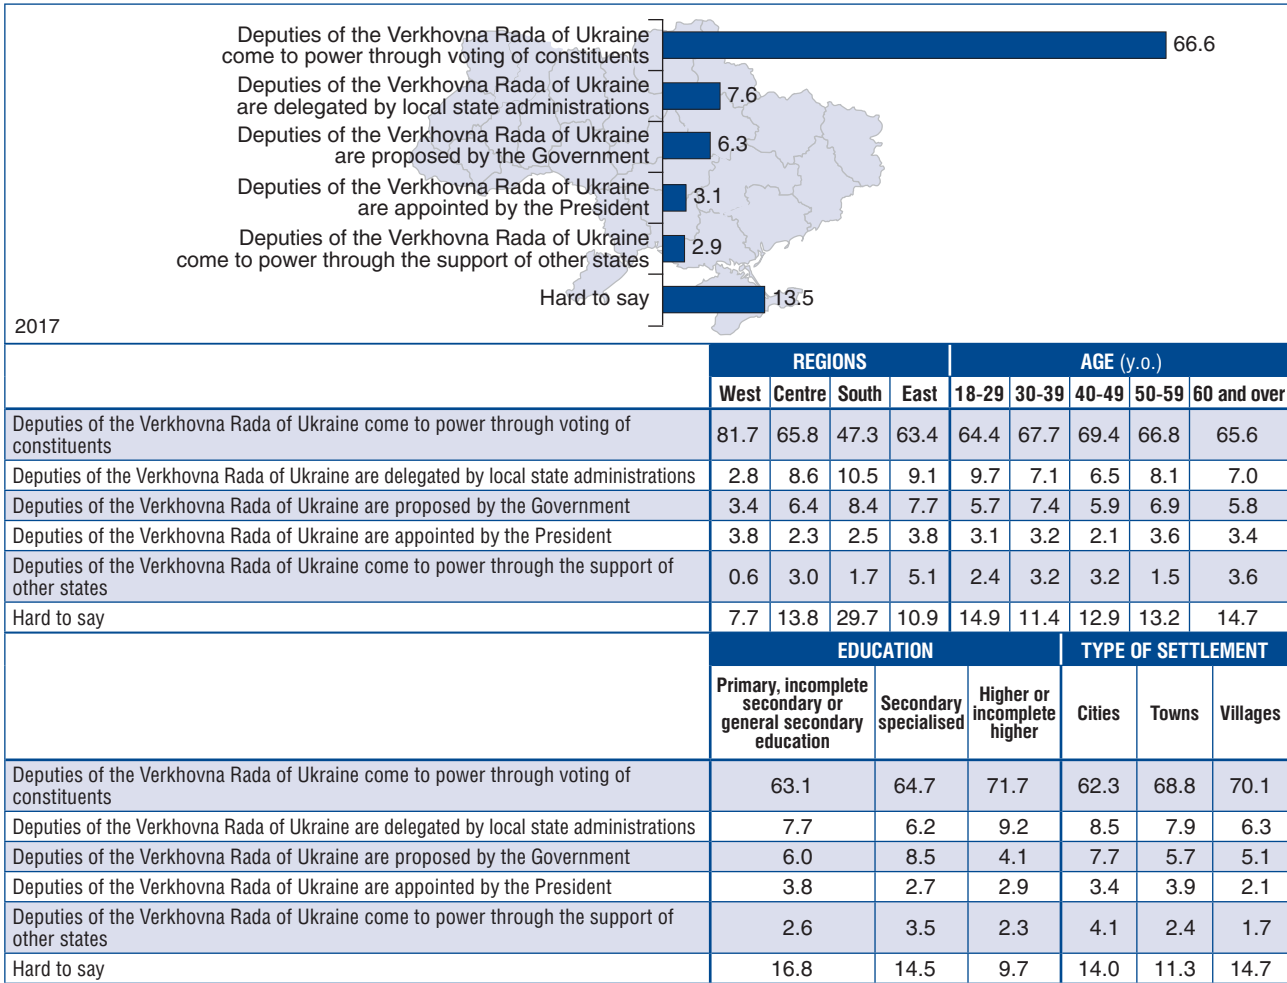 Deputies of the Verkhovna Rada of Ukraine
come to power through voting of constituents
66.6
Deputies of the Verkhovna Rada of Ukraine
are delegated by local state administrations
7.6
Deputies of the Verkhovna Rada of Ukraine
are proposed by the Government
6.3
Deputies of the Verkhovna Rada of Ukraine
are appointed by the President
3.1
Deputies of the Verkhovna Rada of Ukraine
come to power through the support of other states
2.9
Hard to say
13.5
2017
REGIONS AGE (y.o.)
West Centre South East 18-29 30-39 40-49 50-59 60 and over
Deputies of the Verkhovna Rada of Ukraine come to power through voting of
constituents
81.7 65.8 47.3 63.4 64.4 67.7 69.4 66.8 65.6
Deputies of the Verkhovna Rada of Ukraine are delegated by local state administrations 2.8 8.6 10.5 9.1 9.7 7.1 6.5 8.1 7.0
Deputies of the Verkhovna Rada of Ukraine are proposed by the Government 3.4 6.4 8.4 7.7 5.7 7.4 5.9 6.9 5.8
Deputies of the Verkhovna Rada of Ukraine are appointed by the President 3.8 2.3 2.5 3.8 3.1 3.2 2.1 3.6 3.4
Deputies of the Verkhovna Rada of Ukraine come to power through the support of
other states
0.6 3.0 1.7 5.1 2.4 3.2 3.2 1.5 3.6
Hard to say 7.7 13.8 29.7 10.9 14.9 11.4 12.9 13.2 14.7
EDUCATION TYPE OF SETTLEMENT
Primary, incomplete
secondary or
general secondary
education
Secondary
specialised
Higher or
incomplete
higher
Cities Towns Villages
Deputies of the Verkhovna Rada of Ukraine come to power through voting of
constituents
63.1 64.7 71.7 62.3 68.8 70.1
Deputies of the Verkhovna Rada of Ukraine are delegated by local state administrations 7.7 6.2 9.2 8.5 7.9 6.3
Deputies of the Verkhovna Rada of Ukraine are proposed by the Government 6.0 8.5 4.1 7.7 5.7 5.1
Deputies of the Verkhovna Rada of Ukraine are appointed by the President 3.8 2.7 2.9 3.4 3.9 2.1
Deputies of the Verkhovna Rada of Ukraine come to power through the support of
other states
2.6 3.5 2.3 4.1 2.4 1.7
Hard to say 16.8 14.5 9.7 14.0 11.3 14.7